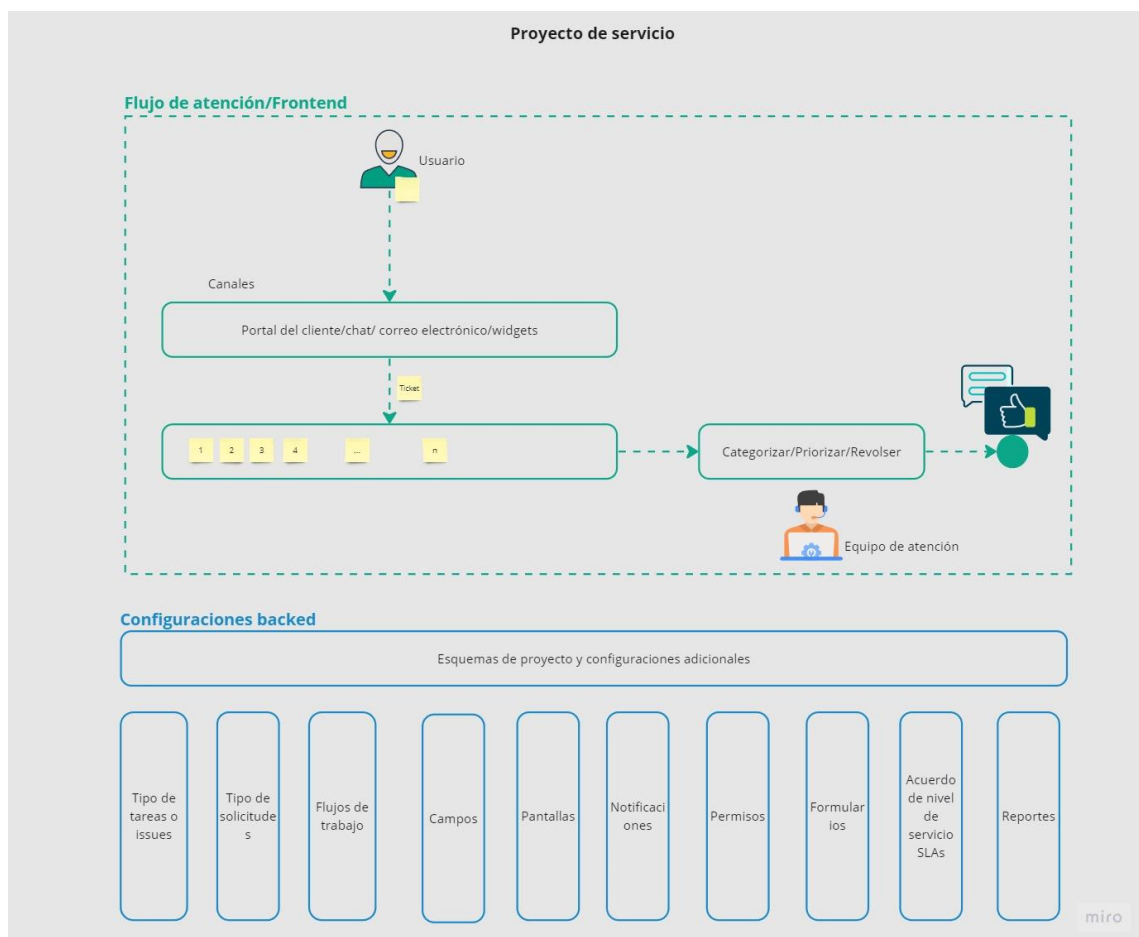 Proyecto de servicio
Flujo de atención/Frontend
Usuario
Canales
Portal del cliente/chat/ correo electrónico/widgets
Ticket
1
2
3
4
...
n
Categorizar/Priorizar/Revolser
Equipo de atención
Configuraciones backed
Esquemas de proyecto y configuraciones adicionales
Tipo de
tareas o
issues
Tipo de
solicitude
s
Flujos de
trabajo
Campos
Pantallas
Notificaci
ones
Permisos
Formular
ios
Acuerdo
de nivel
de
servicio
SLAs
Reportes
miro